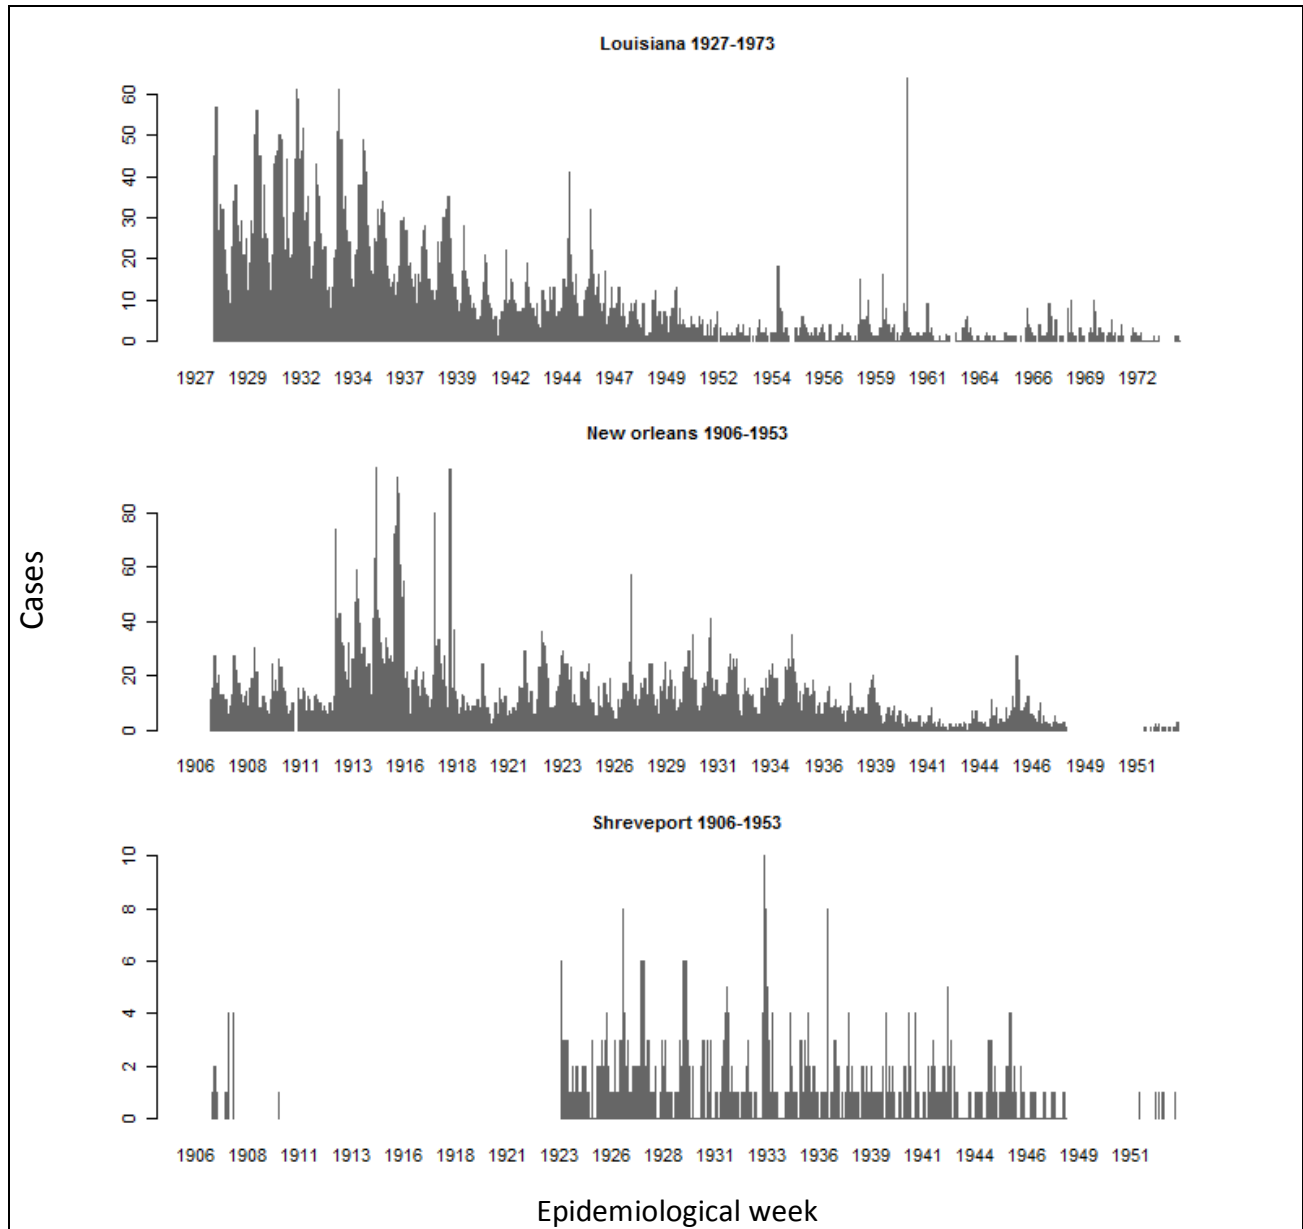 Louisiana 1927-1973
60
50
40
30
20
10
0
1927 1929 1932 1934 1937 1939 1942 1944 1947 1949 1952 1954 1956 1959 1961 1964 1966 1969 1972
New orleans 1906-1953
80
60
40
20
0
1906 1908 1911 1913 1916 1918 1921 1923 1926 1929 1931 1934 1936 1939 1941 1944 1946 1949 1951
Cases
Shreveport 1906-1953
10
8
6
4
2
0
1906 1908 1911 1913 1916 1918 1921 1923 1926 1928 1931 1933 1936 1939 1941 1944 1946 1949 1951
Epidemiological week